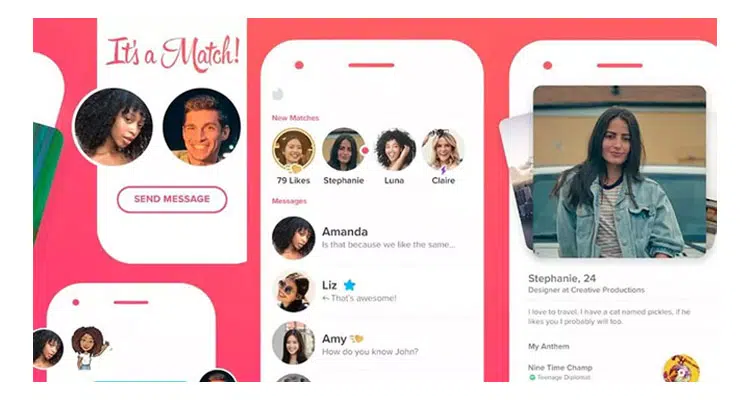 It's a Match!
SEND MESSAGE
New Matches
79 Likes
Stephanie
Luna
Claire
Messages
Amanda
Is that because we like the same...
Liz
That's awesome!
Amy
How do you know John?
Stephanie, 24
Designer at Creative Productions
I love to travel. I have a cat named pickles, if he
likes you I probably will too.
My Anthem
Nine Time Champ
Teenage Diplomat